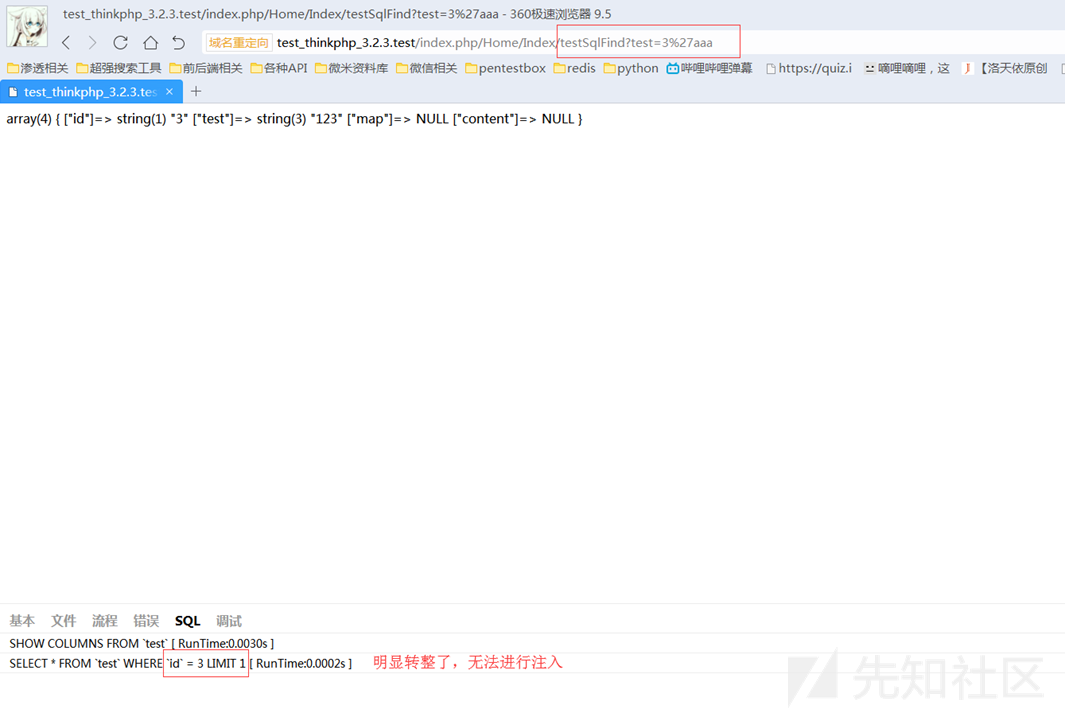 test_thinkphp_3.2.3.test/index.php/Home/Index/testSqlFind?test=3%27aaa - 360极速浏览器 9.5
域名重定向 test_thinkphp_3.2.3.test/index.php/Home/Index/testSqlFind?test=3%27aaa
渗透相关 超强搜索工具 前后端相关 各种API 微米资料库 微信相关 pentestbox redis python 哔哩哔哩弹幕 https://quiz.i 嘀哩嘀哩，这 【洛天依原创
test_thinkphp_3.2.3.tes × +
array(4) { ["id"]=> string(1) "3" ["test"]=> string(3) "123" ["map"]=> NULL ["content"]=> NULL }
基本 文件 流程 错误 SQL 调试
SHOW COLUMNS FROM `test` [ RunTime:0.0030s ]
SELECT * FROM `test` WHERE `id` = 3 LIMIT 1 [ RunTime:0.0002s ] 明显转整了，无法进行注入
先知社区